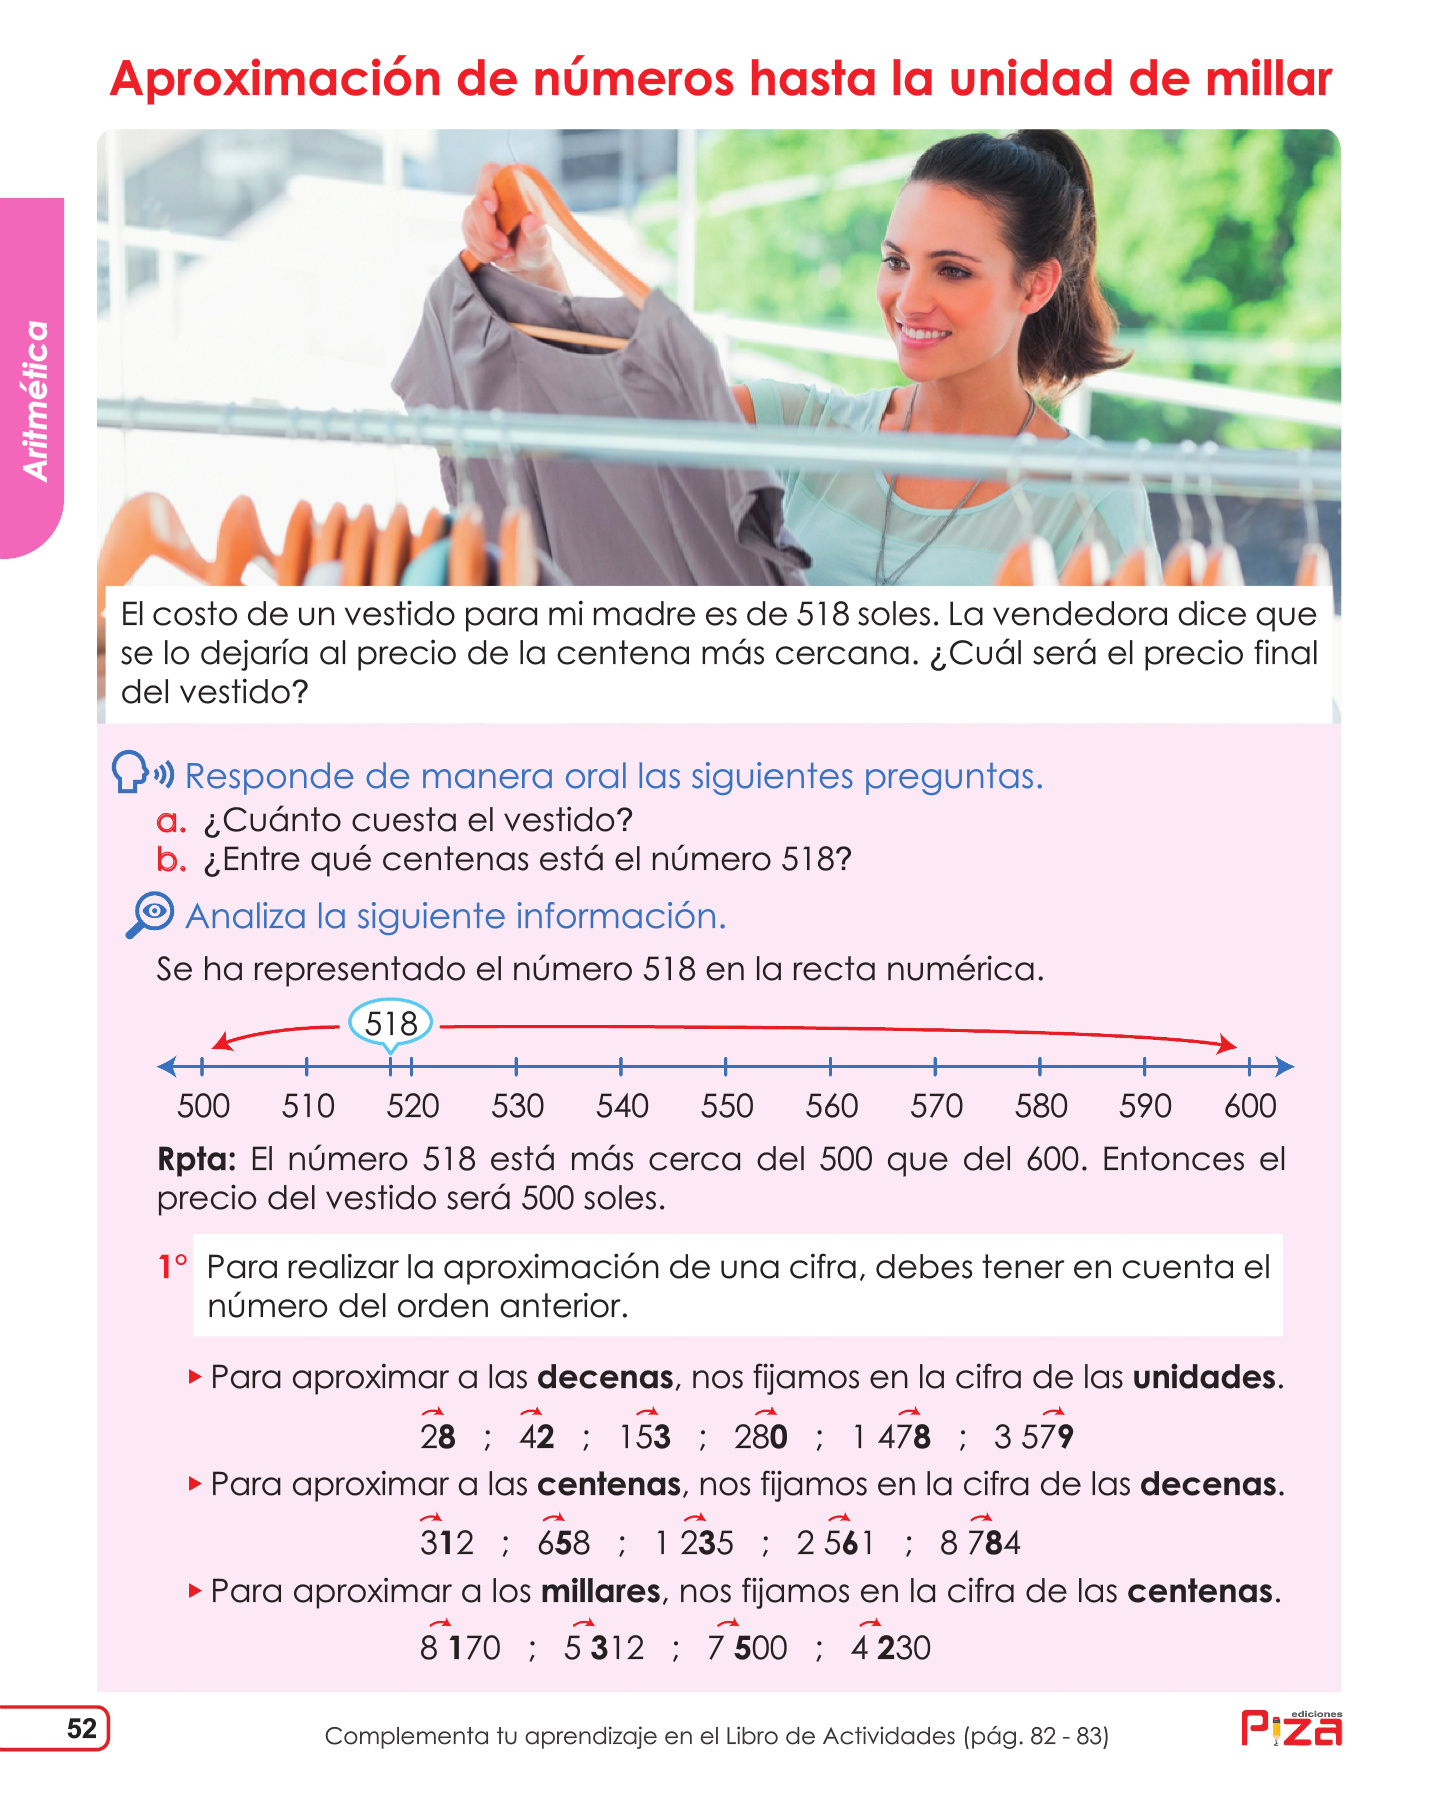 Aproximación de números hasta la unidad de millar
Aritmética
El costo de un vestido para mi madre es de 518 soles. La vendedora dice que
se lo dejaría al precio de la centena más cercana. ¿Cuál será el precio final
del vestido?
Responde de manera oral las siguientes preguntas.
a. ¿Cuánto cuesta el vestido?
b. ¿Entre qué centenas está el número 518?
Analiza la siguiente información.
Se ha representado el número 518 en la recta numérica.
518
500 510 520 530 540 550 560 570 580 590 600
Rpta: El número 518 está más cerca del 500 que del 600. Entonces el
precio del vestido será 500 soles.
1° Para realizar la aproximación de una cifra, debes tener en cuenta el
número del orden anterior.
Para aproximar a las decenas, nos fijamos en la cifra de las unidades.
28 ; 42 ; 153 ; 280 ; 1 478 ; 3 579
Para aproximar a las centenas, nos fijamos en la cifra de las decenas.
312 ; 658 ; 1 235 ; 2 561 ; 8 784
Para aproximar a los millares, nos fijamos en la cifra de las centenas.
8 170 ; 5 312 ; 7 500 ; 4 230
52
Complementa tu aprendizaje en el Libro de Actividades (pág. 82 - 83)
ediciones
Piza